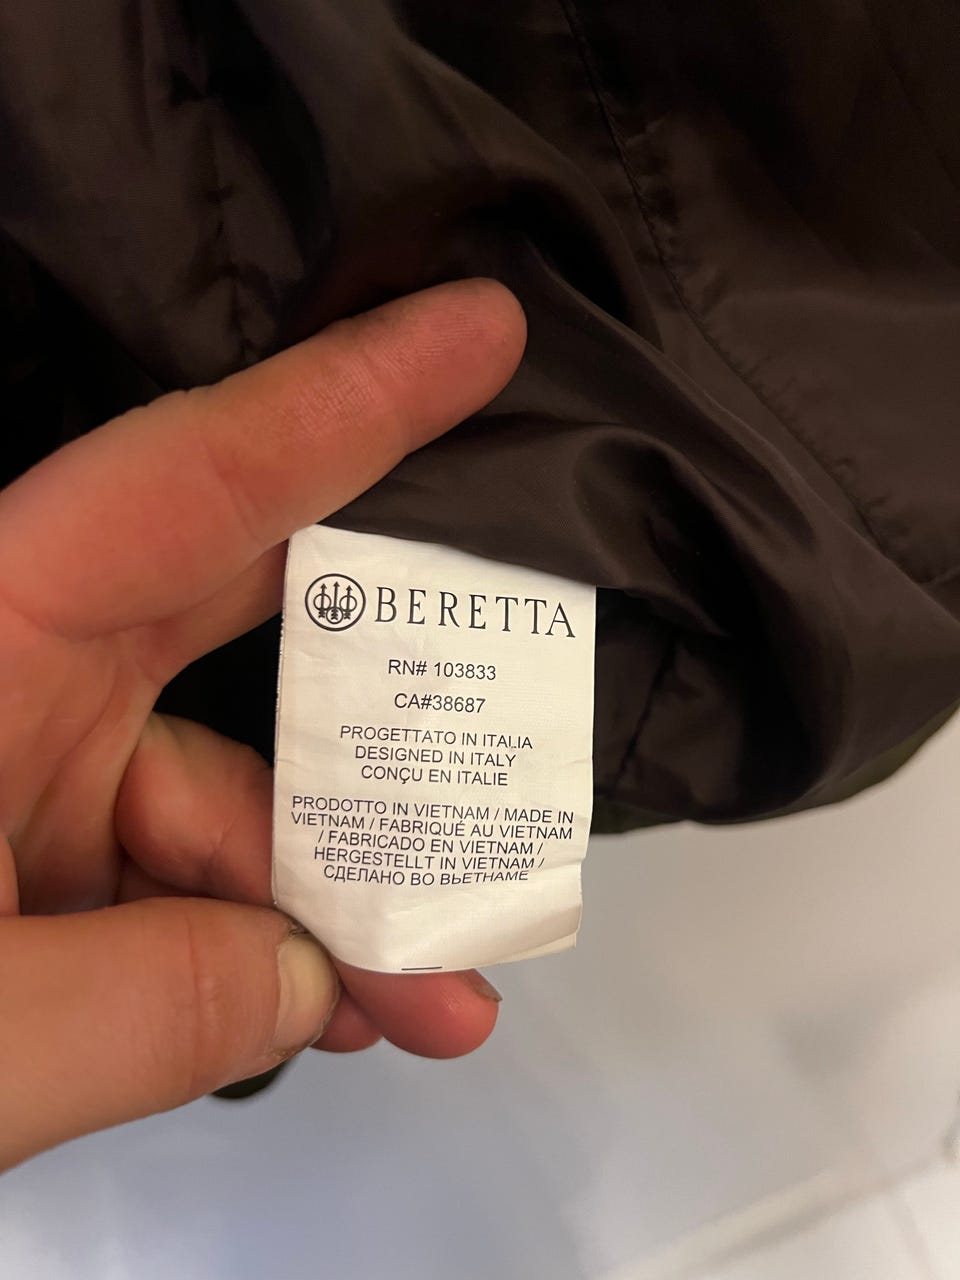 BERETTA
RN# 103833
CA#38687
PROGETTATO IN ITALIA
DESIGNED IN ITALY
CONÇU EN ITALIE
PRODOTTO IN VIETNAM / MADE IN
VIETNAM / FABRIQUÉ AU VIETNAM
/ FABRICADO EN VIETNAM /
HERGESTELLT IN VIETNAM /
СДЕЛАНО ВО ВЬЕТНАМЕ